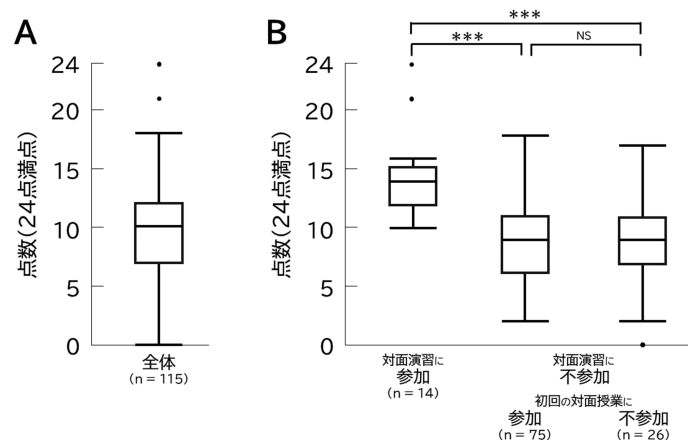 A
24
20
15
10
5
0
点数(24点満点)
全体
(n = 115)
B
***
***
NS
24
20
15
10
5
0
点数(24点満点)
対面演習に
参加
(n = 14)
対面演習に
不参加
初回の対面授業に
参加
(n = 75)
不参加
(n = 26)